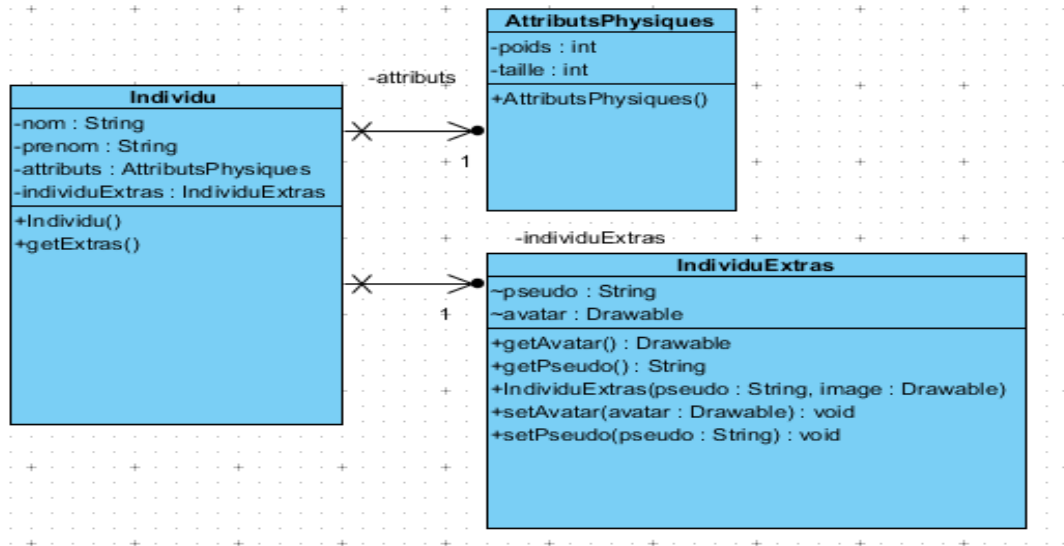 Individu
-nom : String
-prenom : String
-attributs : AttributsPhysiques
-individuExtras : IndividuExtras
+Individu()
+getExtras()
-attributs
1
AttributsPhysiques
-poids : int
-taille : int
+AttributsPhysiques()
-individuExtras
1
IndividuExtras
~pseudo : String
~avatar : Drawable
+getAvatar() : Drawable
+getPseudo() : String
+IndividuExtras(pseudo : String, image : Drawable)
+setAvatar(avatar : Drawable) : void
+setPseudo(pseudo : String) : void